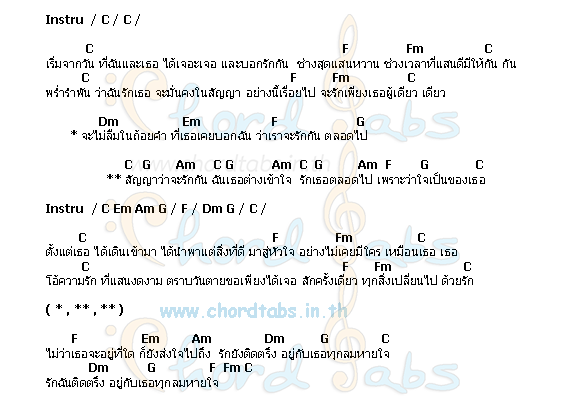 Instru / C / C /
C F Fm C
เริ่มจากวัน ที่ฉันและเธอ ได้เจอะเจอ และบอกรักกัน ช่างสุดแสนหวาน ช่วงเวลาที่แสนดีมีให้กัน กัน
C F Fm C
พร่ำรำพัน ว่าฉันรักเธอ จะมั่นคงในสัญญา อย่างนี้เรื่อยไป จะรักเพียงเธอผู้เดียว เดียว
Dm Em F G
* จะไม่ลืมในถ้อยคำ ที่เธอเคยบอกฉัน ว่าเราจะรักกัน ตลอดไป
C G Am C G Am C G Am F G C
** สัญญาว่าจะรักกัน ฉันเธอต่างเข้าใจ รักเธอตลอดไป เพราะว่าใจเป็นของเธอ
Instru / C Em Am G / F / Dm G / C /
C F Fm C
ตั้งแต่เธอ ได้เดินเข้ามา ได้นำพาแต่สิ่งที่ดี มาสู่หัวใจ อย่างไม่เคยมีใคร เหมือนเธอ เธอ
C F Fm C
โอ้ความรัก ที่แสนงดงาม ตราบวันตายขอเพียงได้เจอ สักครั้งเดียว ทุกสิ่งเปลี่ยนไป ด้วยรัก
( * , ** , ** ) www.chordtabs.in.th
F Em Am Dm G C
ไม่ว่าเธอจะอยู่ที่ใด ก็ยังส่งใจไปถึง รักยังติดตรึง อยู่กับเธอทุกลมหายใจ
Dm G F Fm C
รักฉันติดตรึง อยู่กับเธอทุกลมหายใจ